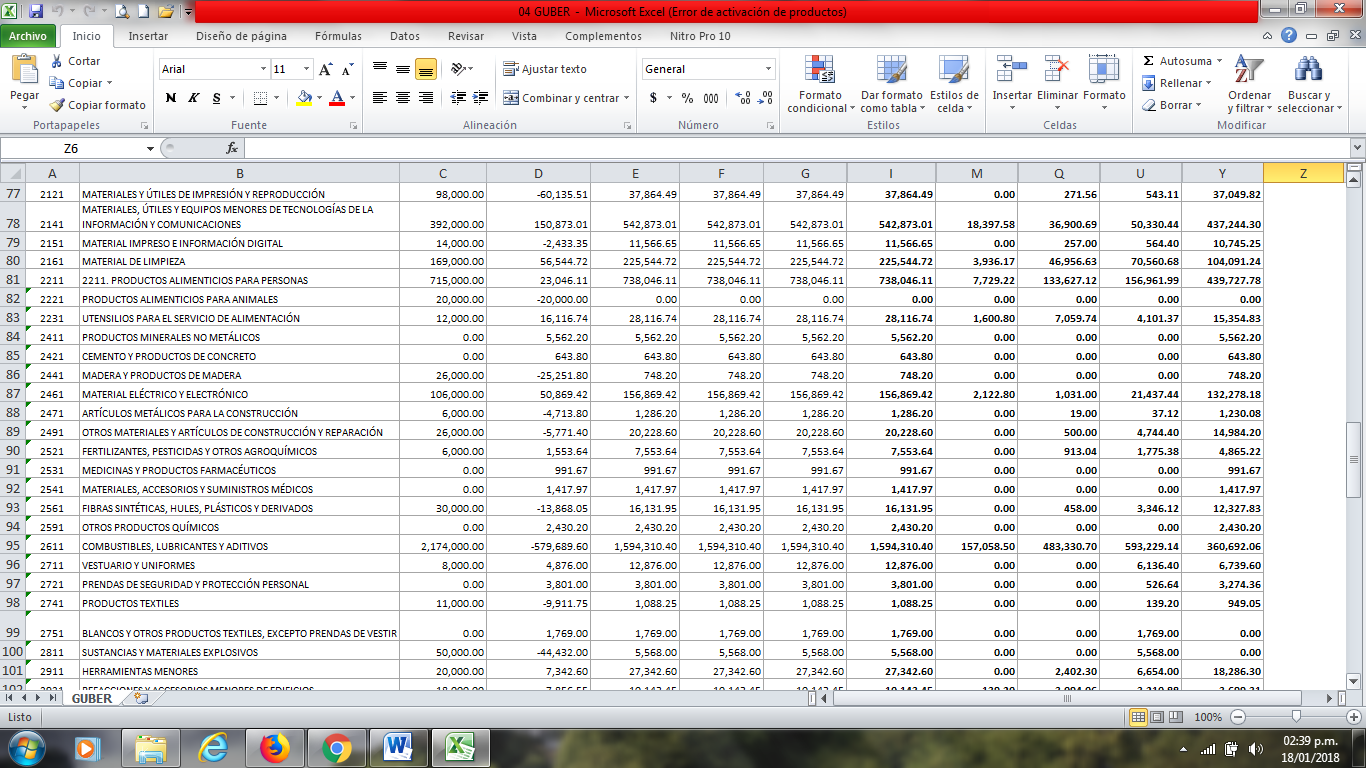 04 GUBER - Microsoft Excel (Error de activación de productos)
Archivo Inicio Insertar Diseño de página Fórmulas Datos Revisar Vista Complementos Nitro Pro 10
Pegar
Cortar
Copiar
Copiar formato
Portapapeles
Arial 11
N K S
Fuente
Ajustar texto
Combinar y centrar
Alineación
General
$ % 000
Número
Formato condicional
Dar formato como tabla
Estilos de celda
Estilos
Insertar Eliminar Formato
Celdas
Σ Autosuma
Rellenar
Borrar
Ordenar y filtrar
Buscar y seleccionar
Modificar
Z6 fx
A B C D E F G I M Q U Y Z
77 2121 MATERIALES Y ÚTILES DE IMPRESIÓN Y REPRODUCCIÓN 98,000.00 -60,135.51 37,864.49 37,864.49 37,864.49 37,864.49 0.00 271.56 543.11 37,049.82
78 2141 MATERIALES, ÚTILES Y EQUIPOS MENORES DE TECNOLOGÍAS DE LA
INFORMACIÓN Y COMUNICACIONES 392,000.00 150,873.01 542,873.01 542,873.01 542,873.01 542,873.01 18,397.58 36,900.69 50,330.44 437,244.30
79 2151 MATERIAL IMPRESO E INFORMACIÓN DIGITAL 14,000.00 -2,433.35 11,566.65 11,566.65 11,566.65 11,566.65 0.00 257.00 564.40 10,745.25
80 2161 MATERIAL DE LIMPIEZA 169,000.00 56,544.72 225,544.72 225,544.72 225,544.72 225,544.72 3,936.17 46,956.63 70,560.68 104,091.24
81 2211 2211. PRODUCTOS ALIMENTICIOS PARA PERSONAS 715,000.00 23,046.11 738,046.11 738,046.11 738,046.11 738,046.11 7,729.22 133,627.12 156,961.99 439,727.78
82 2221 PRODUCTOS ALIMENTICIOS PARA ANIMALES 20,000.00 -20,000.00 0.00 0.00 0.00 0.00 0.00 0.00 0.00 0.00
83 2231 UTENSILIOS PARA EL SERVICIO DE ALIMENTACIÓN 12,000.00 16,116.74 28,116.74 28,116.74 28,116.74 28,116.74 1,600.80 7,059.74 4,101.37 15,354.83
84 2411 PRODUCTOS MINERALES NO METÁLICOS 0.00 5,562.20 5,562.20 5,562.20 5,562.20 5,562.20 0.00 0.00 0.00 5,562.20
85 2421 CEMENTO Y PRODUCTOS DE CONCRETO 0.00 643.80 643.80 643.80 643.80 643.80 0.00 0.00 0.00 643.80
86 2441 MADERA Y PRODUCTOS DE MADERA 26,000.00 -25,251.80 748.20 748.20 748.20 748.20 0.00 0.00 0.00 748.20
87 2461 MATERIAL ELÉCTRICO Y ELECTRÓNICO 106,000.00 50,869.42 156,869.42 156,869.42 156,869.42 156,869.42 2,122.80 1,031.00 21,437.44 132,278.18
88 2471 ARTÍCULOS METÁLICOS PARA LA CONSTRUCCIÓN 6,000.00 -4,713.80 1,286.20 1,286.20 1,286.20 1,286.20 0.00 19.00 37.12 1,230.08
89 2491 OTROS MATERIALES Y ARTÍCULOS DE CONSTRUCCIÓN Y REPARACIÓN 26,000.00 -5,771.40 20,228.60 20,228.60 20,228.60 20,228.60 0.00 500.00 4,744.40 14,984.20
90 2521 FERTILIZANTES, PESTICIDAS Y OTROS AGROQUÍMICOS 6,000.00 1,553.64 7,553.64 7,553.64 7,553.64 7,553.64 0.00 913.04 1,775.38 4,865.22
91 2531 MEDICINAS Y PRODUCTOS FARMACÉUTICOS 0.00 991.67 991.67 991.67 991.67 991.67 0.00 0.00 0.00 991.67
92 2541 MATERIALES, ACCESORIOS Y SUMINISTROS MÉDICOS 0.00 1,417.97 1,417.97 1,417.97 1,417.97 1,417.97 0.00 0.00 0.00 1,417.97
93 2561 FIBRAS SINTÉTICAS, HULES, PLÁSTICOS Y DERIVADOS 30,000.00 -13,868.05 16,131.95 16,131.95 16,131.95 16,131.95 0.00 458.00 3,346.12 12,327.83
94 2591 OTROS PRODUCTOS QUÍMICOS 0.00 2,430.20 2,430.20 2,430.20 2,430.20 2,430.20 0.00 0.00 0.00 2,430.20
95 2611 COMBUSTIBLES, LUBRICANTES Y ADITIVOS 2,174,000.00 -579,689.60 1,594,310.40 1,594,310.40 1,594,310.40 1,594,310.40 157,058.50 483,330.70 593,229.14 360,692.06
96 2711 VESTUARIO Y UNIFORMES 8,000.00 4,876.00 12,876.00 12,876.00 12,876.00 12,876.00 0.00 0.00 6,136.40 6,739.60
97 2721 PRENDAS DE SEGURIDAD Y PROTECCIÓN PERSONAL 0.00 3,801.00 3,801.00 3,801.00 3,801.00 3,801.00 0.00 0.00 526.64 3,274.36
98 2741 PRODUCTOS TEXTILES 11,000.00 -9,911.75 1,088.25 1,088.25 1,088.25 1,088.25 0.00 0.00 139.20 949.05
99 2751 BLANCOS Y OTROS PRODUCTOS TEXTILES, EXCEPTO PRENDAS DE VESTIR 0.00 1,769.00 1,769.00 1,769.00 1,769.00 1,769.00 0.00 0.00 1,769.00 0.00
100 2811 SUSTANCIAS Y MATERIALES EXPLOSIVOS 50,000.00 -44,432.00 5,568.00 5,568.00 5,568.00 5,568.00 0.00 0.00 5,568.00 0.00
101 2911 HERRAMIENTAS MENORES 20,000.00 7,342.60 27,342.60 27,342.60 27,342.60 27,342.60 0.00 2,402.30 6,654.00 18,286.30
GUBER
Listo 100%
02:39 p.m.
18/01/2018